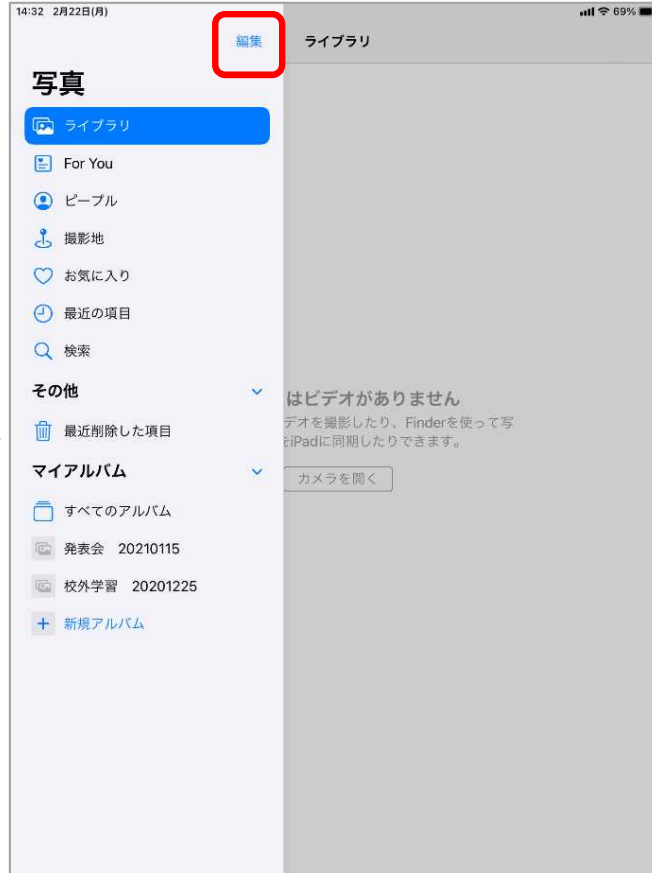 14:32 2月22日(月)
69%
編集
ライブラリ
写真
ライブラリ
For You
ピープル
撮影地
お気に入り
最近の項目
検索
その他
最近削除した項目
マイアルバム
すべてのアルバム
発表会 20210115
校外学習 20201225
新規アルバム
はビデオがありません
デオを撮影したり、Finderを使って写
をiPadに同期したりできます。
カメラを開く